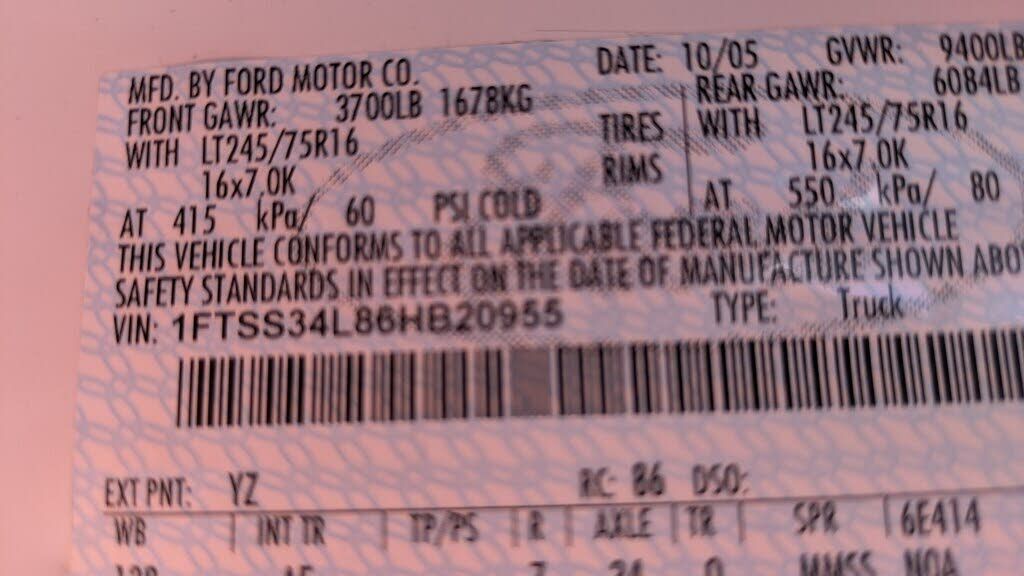 MFD. BY FORD MOTOR CO. DATE: 10/05 GVWR: 9400LB
FRONT GAWR: 3700LB 1678KG REAR GAWR: 6084LB
WITH LT245/75R16 TIRES WITH LT245/75R16
16x7.0K RIMS 16x7.0K
AT 415 kPa/ 60 PSI COLD AT 550 kPa/ 80
THIS VEHICLE CONFORMS TO ALL APPLICABLE FEDERAL MOTOR VEHICLE
SAFETY STANDARDS IN EFFECT ON THE DATE OF MANUFACTURE SHOWN ABO
VIN: 1FTSS34L86HB20955 TYPE: Truck
EXT PNT: YZ RC: 86 DSO:
WB INT TR TP/PS R AXLE TR SPR 6E414